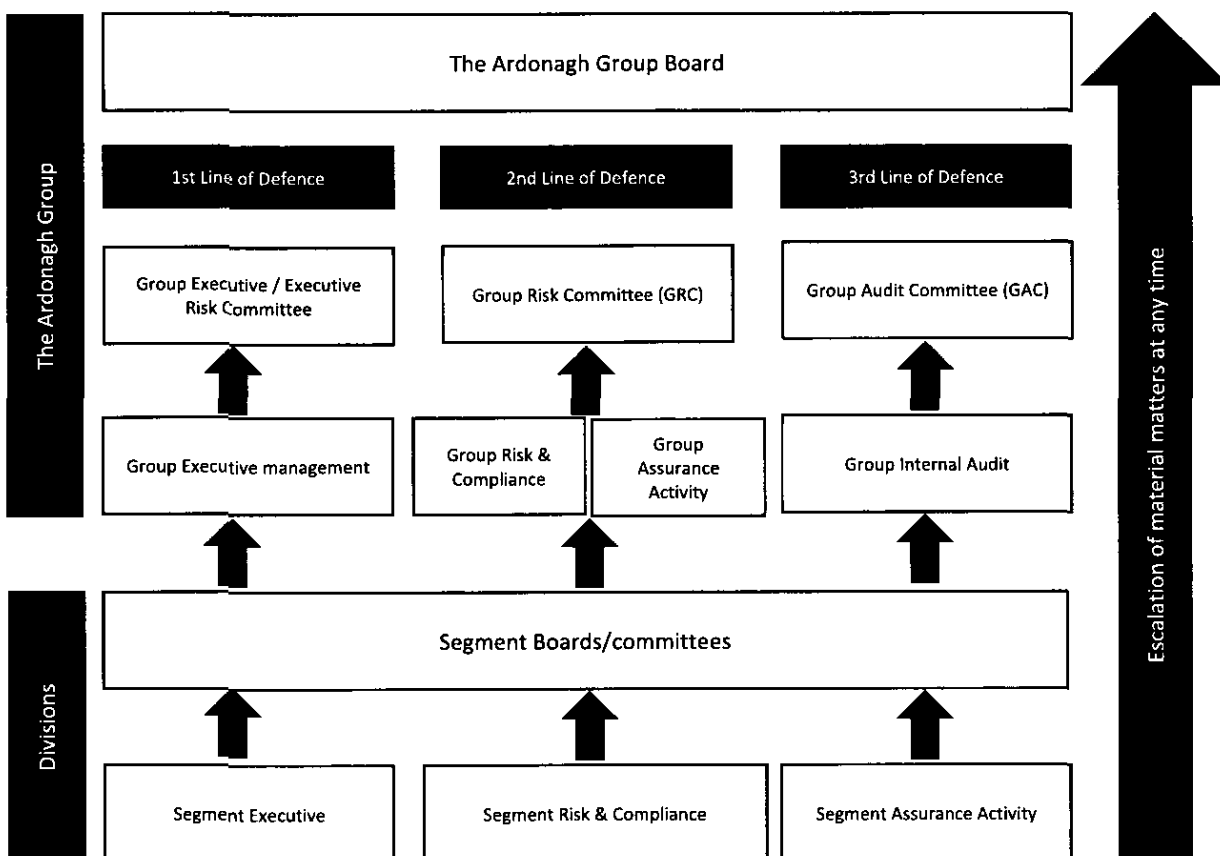 The Ardonagh Group Board
The Ardonagh Group
1st Line of Defence
2nd Line of Defence
3rd Line of Defence
Group Executive / Executive
Risk Committee
Group Risk Committee (GRC)
Group Audit Committee (GAC)
Group Executive management
Group Risk &
Compliance
Group
Assurance
Activity
Group Internal Audit
Segment Boards/committees
Divisions
Segment Executive
Segment Risk & Compliance
Segment Assurance Activity
Escalation of material matters at any time